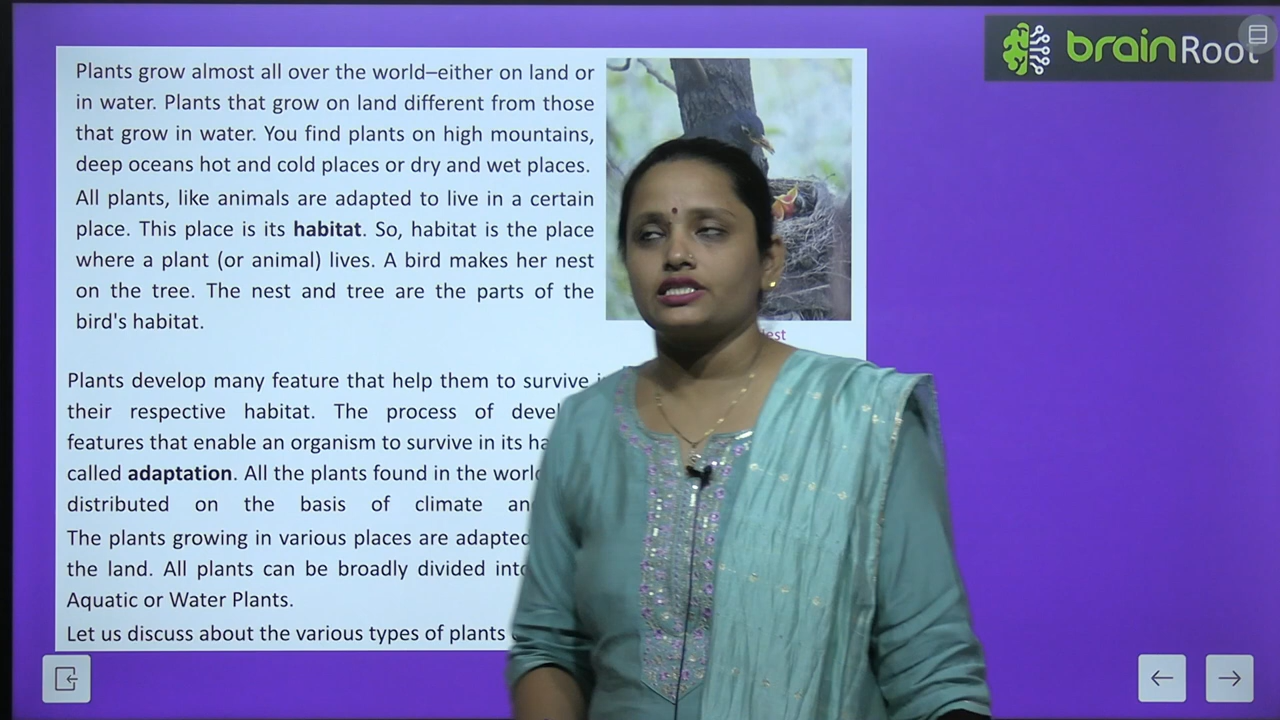 brainRoot
Plants grow almost all over the world–either on land or
in water. Plants that grow on land different from those
that grow in water. You find plants on high mountains,
deep oceans hot and cold places or dry and wet places.
All plants, like animals are adapted to live in a certain
place. This place is its habitat. So, habitat is the place
where a plant (or animal) lives. A bird makes her nest
on the tree. The nest and tree are the parts of the
bird's habitat.
Plants develop many feature that help them to survive
their respective habitat. The process of
features that enable an organism to survive in its
called adaptation. All the plants found in the world
distributed on the basis of climate
The plants growing in various places are adapted
the land. All plants can be broadly divided
Aquatic or Water Plants.
Let us discuss about the various types of plants